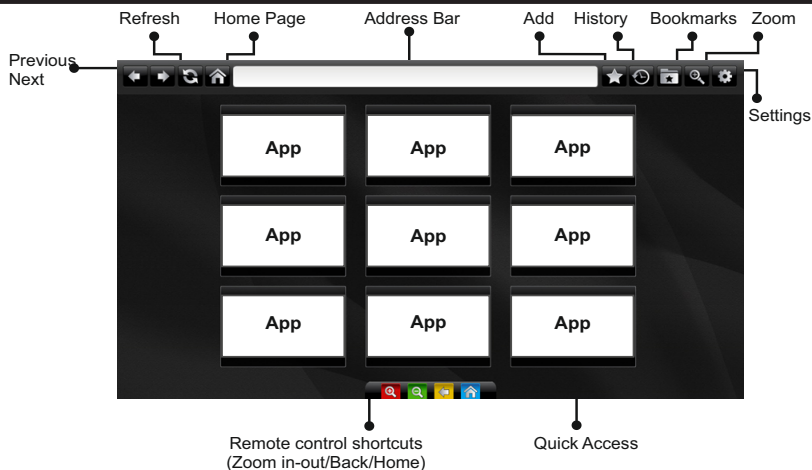 Refresh
Home Page
Address Bar
Add
History
Bookmarks
Zoom
Previous
Next
Settings
App
App
App
App
App
App
App
App
App
Remote control shortcuts
(Zoom in-out/Back/Home)
Quick Access